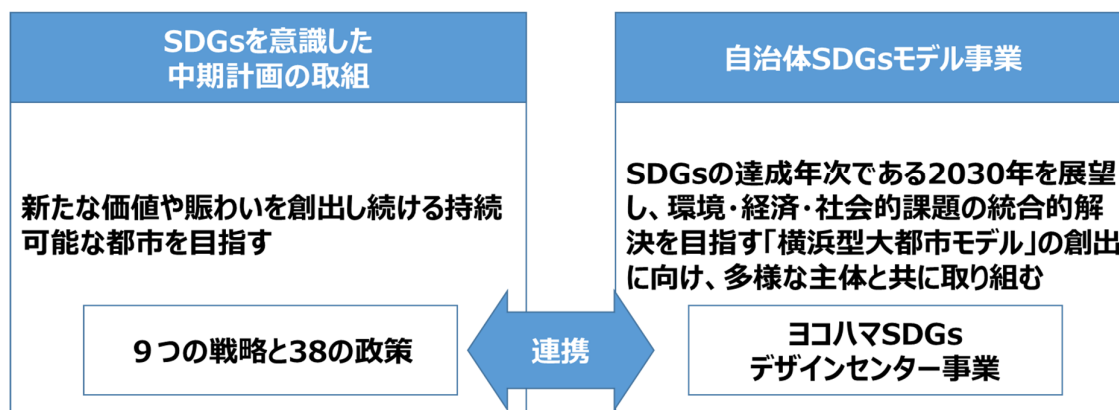 SDGsを意識した
中期計画の取組
新たな価値や賑わいを創出し続ける持続
可能な都市を目指す
９つの戦略と38の政策
連携
自治体SDGsモデル事業
SDGsの達成年次である2030年を展望
し、環境・経済・社会的課題の統合的解
決を目指す「横浜型大都市モデル」の創出
に向け、多様な主体と共に取り組む
ヨコハマSDGs
デザインセンター事業